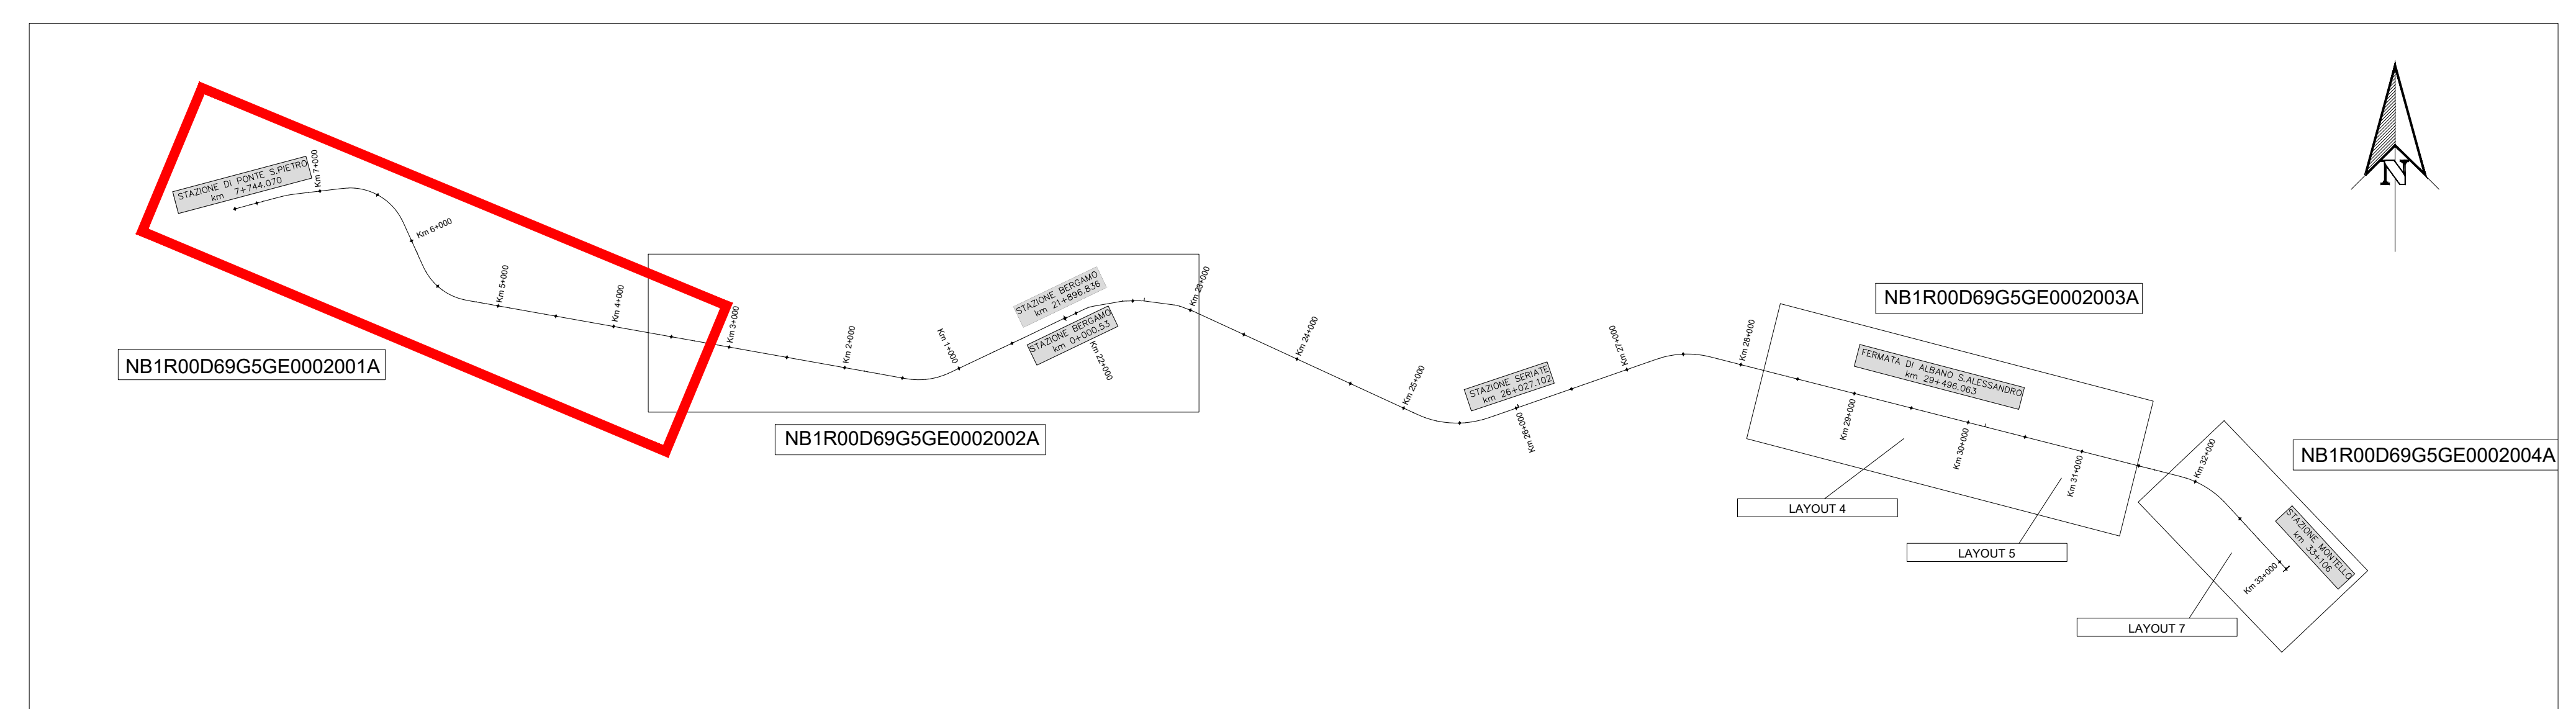 STAZIONE DI PONTE S.PIETRO
km 7+744.070
Km 7+000
Km 6+000
Km 5+000
Km 4+000
Km 3+000
NB1R00D69G5GE0002001A
Km 2+000
Km 1+000
STAZIONE BERGAMO
km 21+896.836
STAZIONE BERGAMO
km 0+000.53
Km 22+000
Km 23+000
NB1R00D69G5GE0002002A
Km 24+000
Km 25+000
STAZIONE SERIATE
km 26+027.102
Km 26+000
Km 27+000
Km 28+000
NB1R00D69G5GE0002003A
FERMATA DI ALBANO S.ALESSANDRO
km 29+496.063
Km 29+000
Km 30+000
Km 31+000
LAYOUT 4
LAYOUT 5
Km 32+000
NB1R00D69G5GE0002004A
STAZIONE MONTELLO
km 33+106
Km 33+000
LAYOUT 7
N